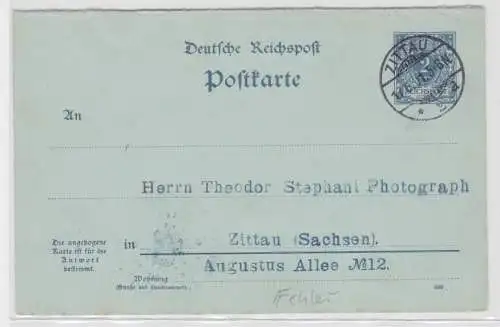 Deutsche Reichspost
Postkarte
ZITTAU
An
Herrn Theodor Stephani Photograph
Die angebogene
Karte ist für die
Antwort
bestimmt.
in Zittau (Sachsen).
Augustus Allee №12.
Wohnung
(Straße und Hausnummer)
Fehler